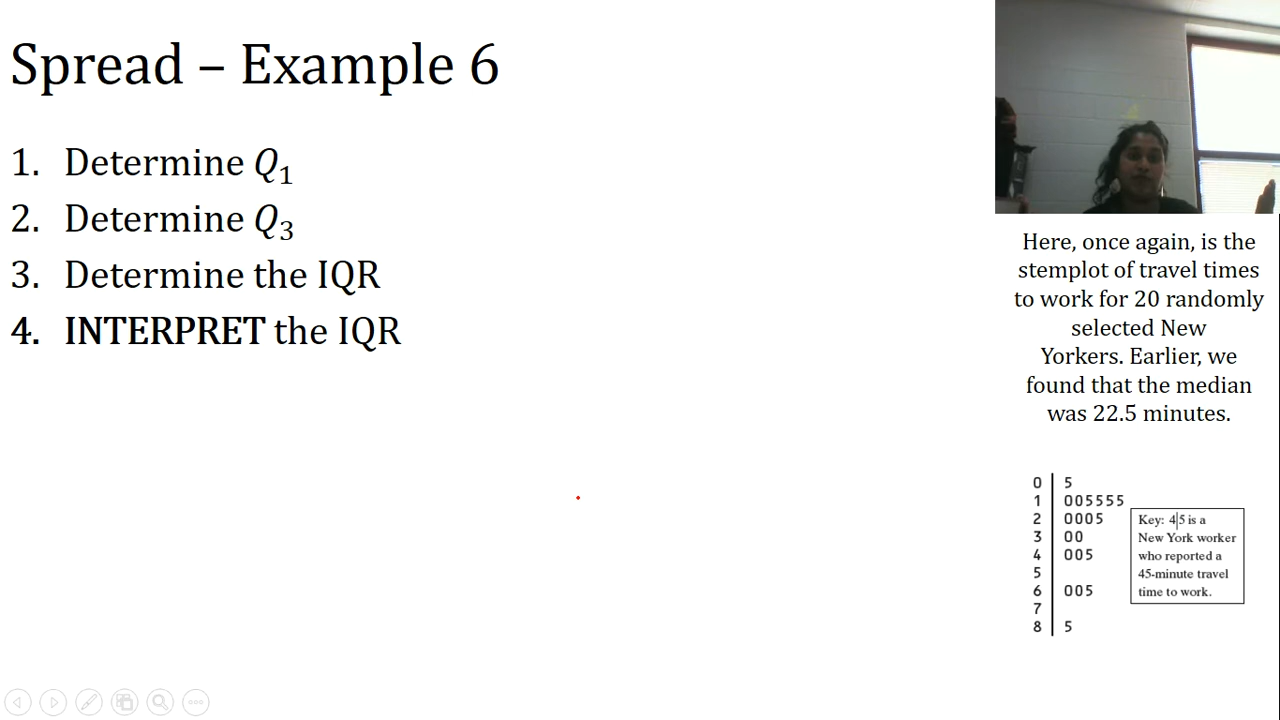 Spread – Example 6
1. Determine Q1
2. Determine Q3
3. Determine the IQR
4. INTERPRET the IQR
Here, once again, is the
stemplot of travel times
to work for 20 randomly
selected New
Yorkers. Earlier, we
found that the median
was 22.5 minutes.
0 | 5
1 | 005555
2 | 0005
3 | 00
4 | 005
5 |
6 | 005
7 |
8 | 5
Key: 4|5 is a
New York worker
who reported a
45-minute travel
time to work.